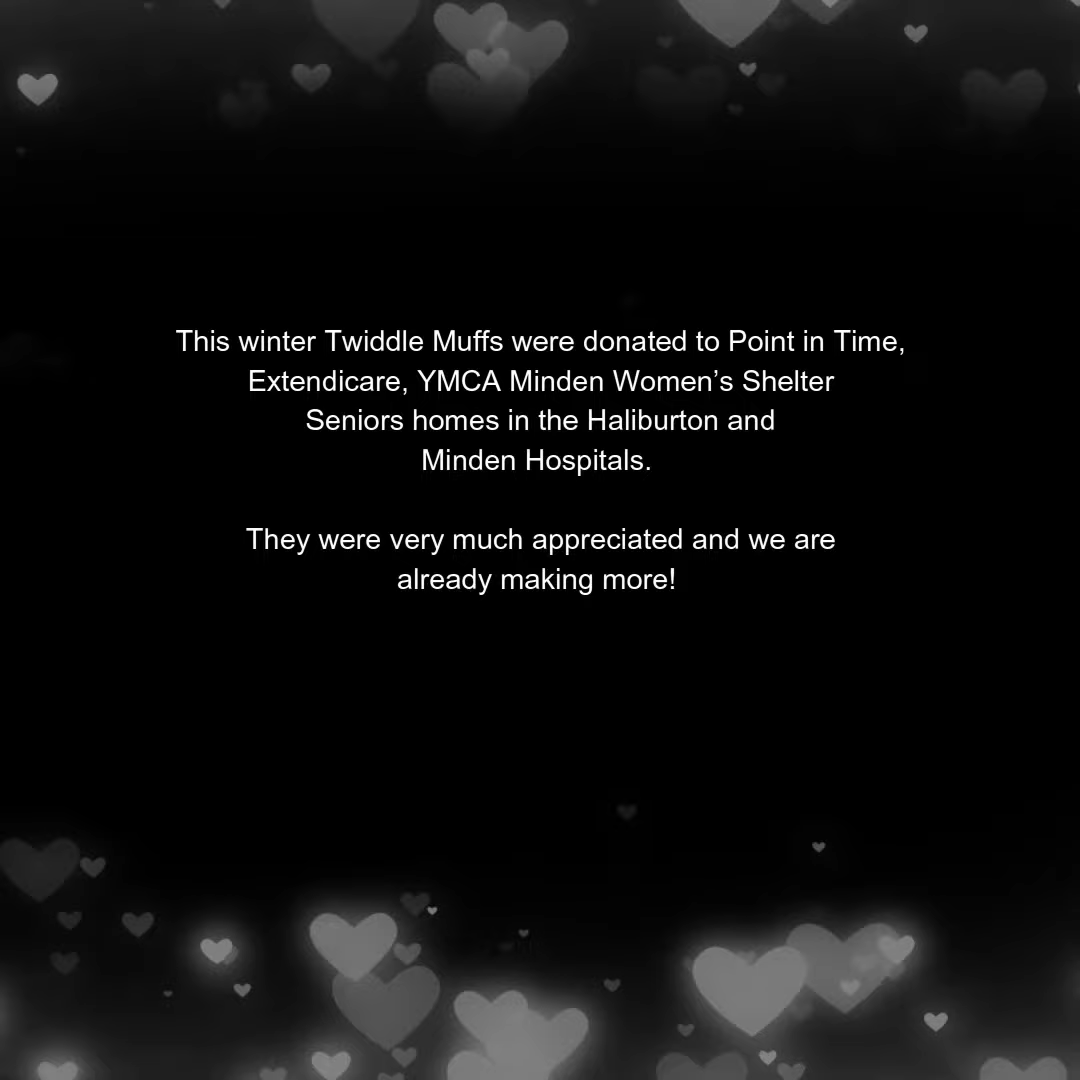 This winter Twiddle Muffs were donated to Point in Time,
Extendicare, YMCA Minden Women’s Shelter
Seniors homes in the Haliburton and
Minden Hospitals.
They were very much appreciated and we are
already making more!